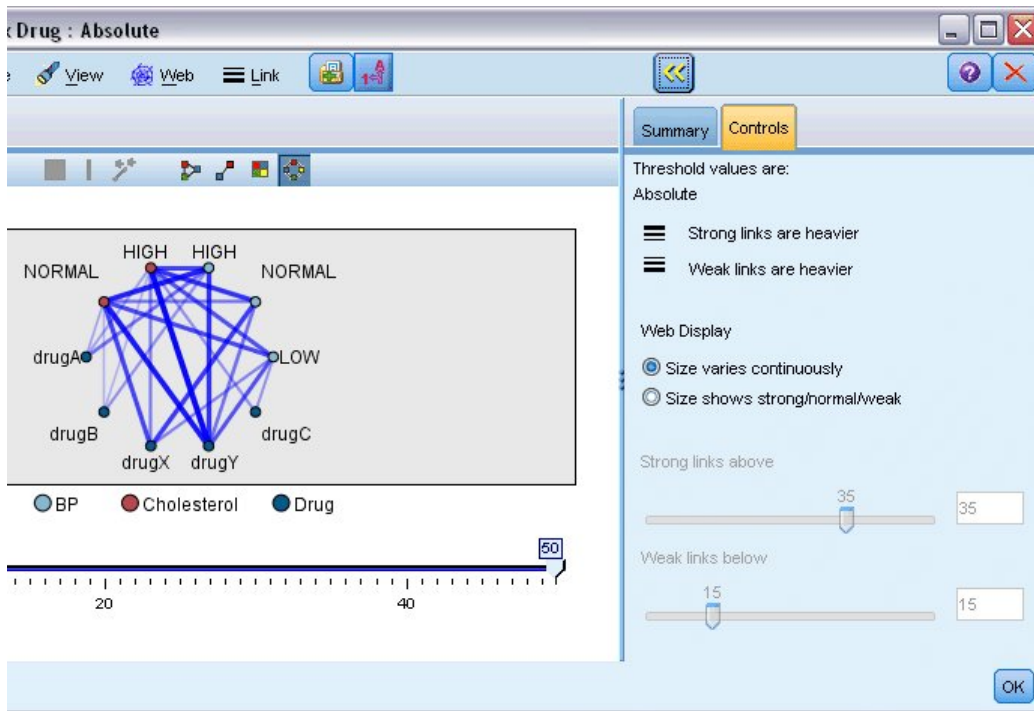 x Drug : Absolute
View Web Link
Summary Controls
Threshold values are:
Absolute
Strong links are heavier
Weak links are heavier
Web Display
Size varies continuously
Size shows strong/normal/weak
Strong links above
35
35
Weak links below
15
15
HIGH HIGH
NORMAL NORMAL
drugA LOW
drugB drugC
drugX drugY
BP Cholesterol Drug
50
20 40
OK